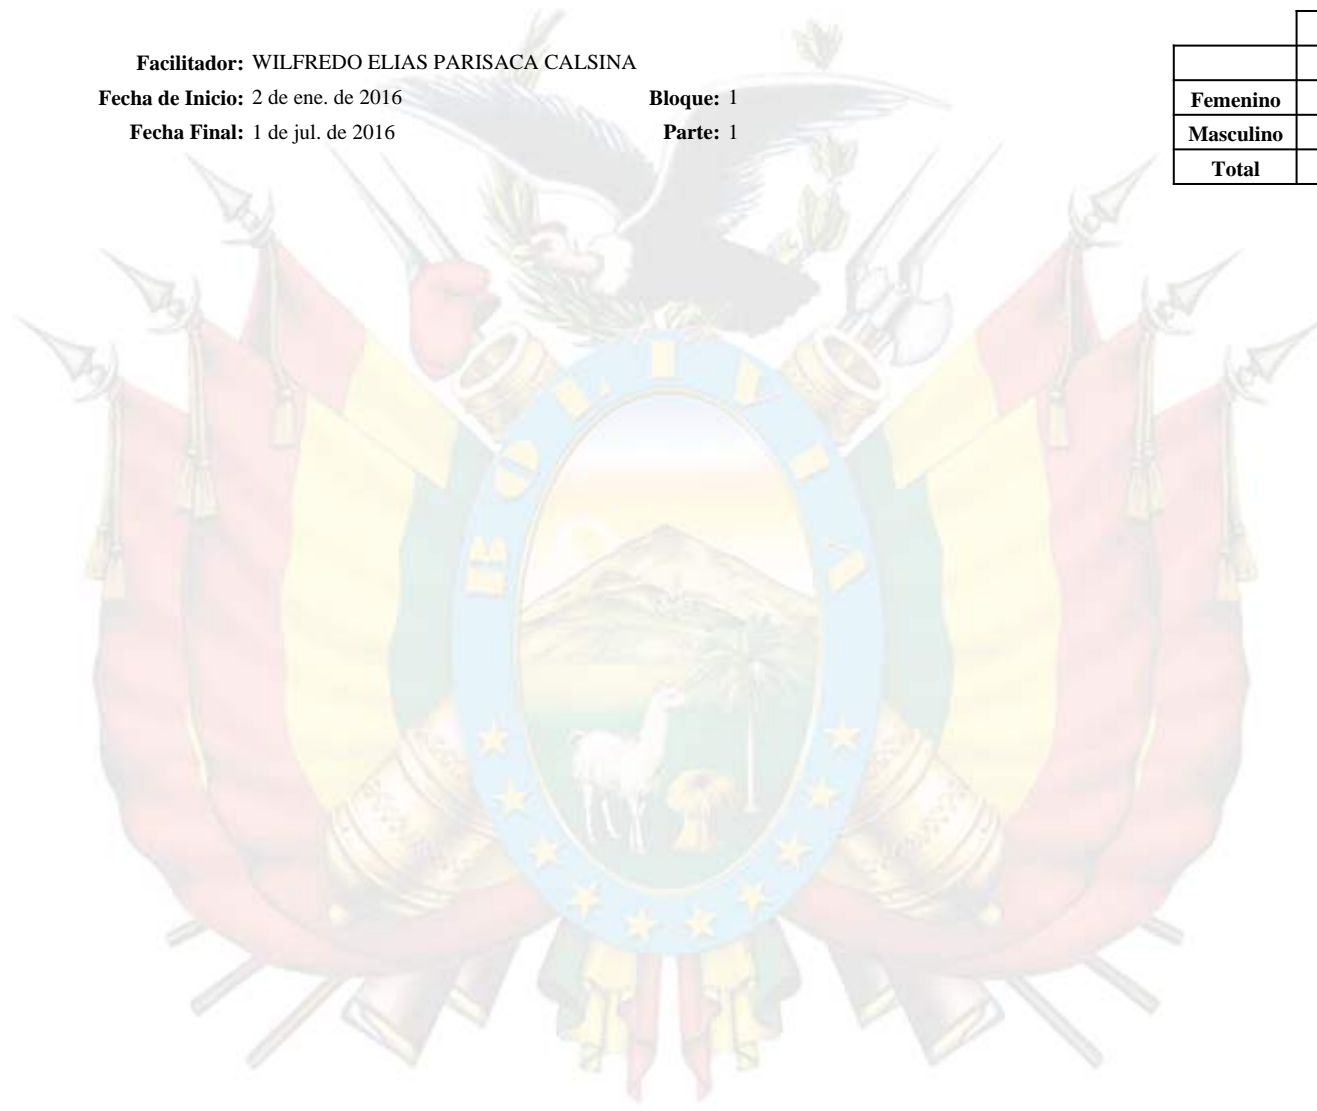 Facilitador: WILFREDO ELIAS PARISACA CALSINA
Fecha de Inicio: 2 de ene. de 2016 Bloque: 1
Fecha Final: 1 de jul. de 2016 Parte: 1
Femenino
Masculino
Total
BOLIVIA